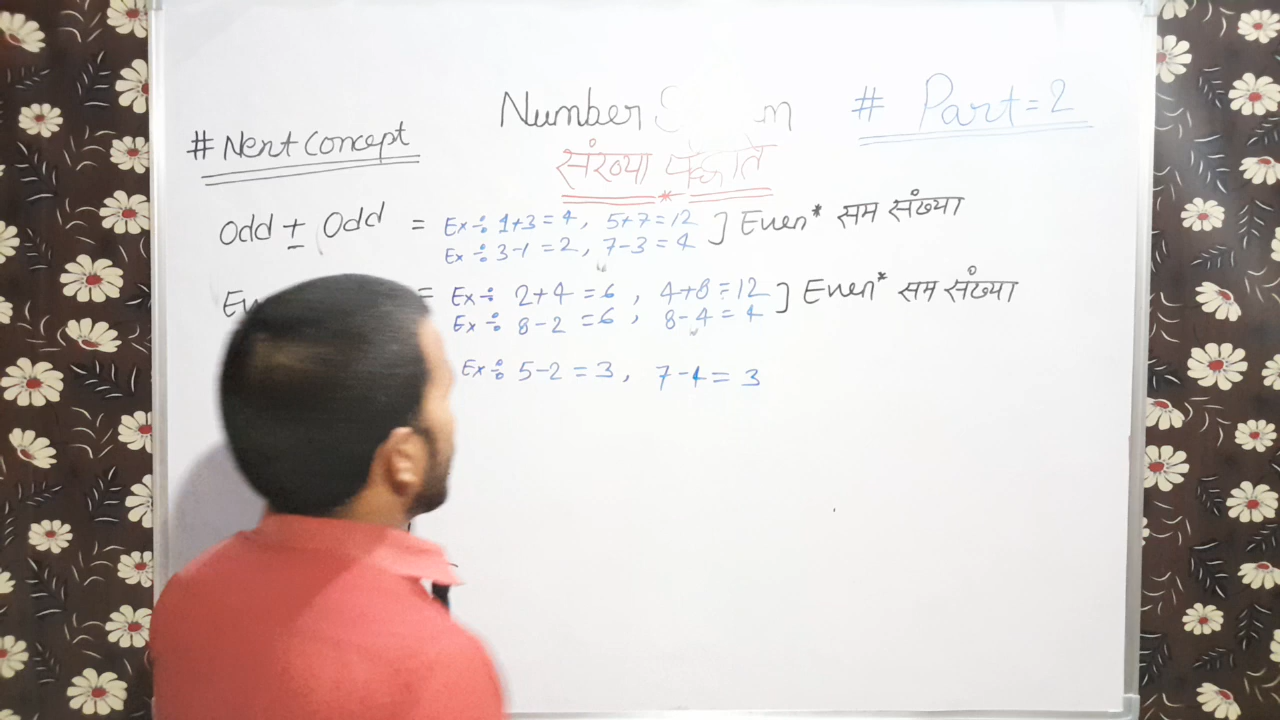 Number # Part=2
# Next Concept
संख्या
Odd ± Odd = Ex ÷ 1+3=4, 5+7=12 ] Even* सम संख्या
Ex ÷ 3-1=2, 7-3=4
= Ex ÷ 2+4=6, 4+8=12 ] Even* सम संख्या
Ex ÷ 8-2=6, 8-4=4
Ex ÷ 5-2=3, 7-4=3